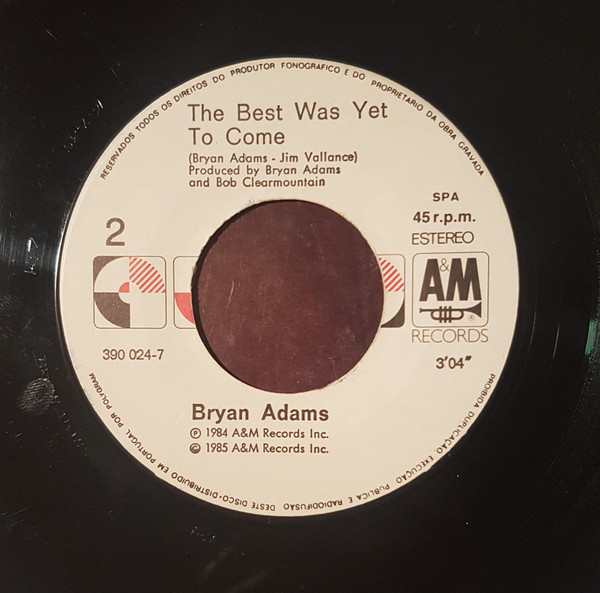 RESERVADOS TODOS OS DIREITOS DO PRODUTOR FONOGRÁFICO E DO PROPRIETARIO DA OBRA GRAVADA
The Best Was Yet
To Come
(Bryan Adams - Jim Vallance)
Produced by Bryan Adams
and Bob Clearmountain
SPA
45 r.p.m.
2
ESTEREO
A&M
®
RECORDS
390 024-7
3'04"
Bryan Adams
℗ 1984 A&M Records Inc.
© 1985 A&M Records Inc.
PROIBIDA DUPLICAÇÃO, EXECUÇÃO PUBLICA E RADIODIFUSÃO DESTE DISCO·DISTRIBUIDO EM PORTUGAL POR POLYGRAM